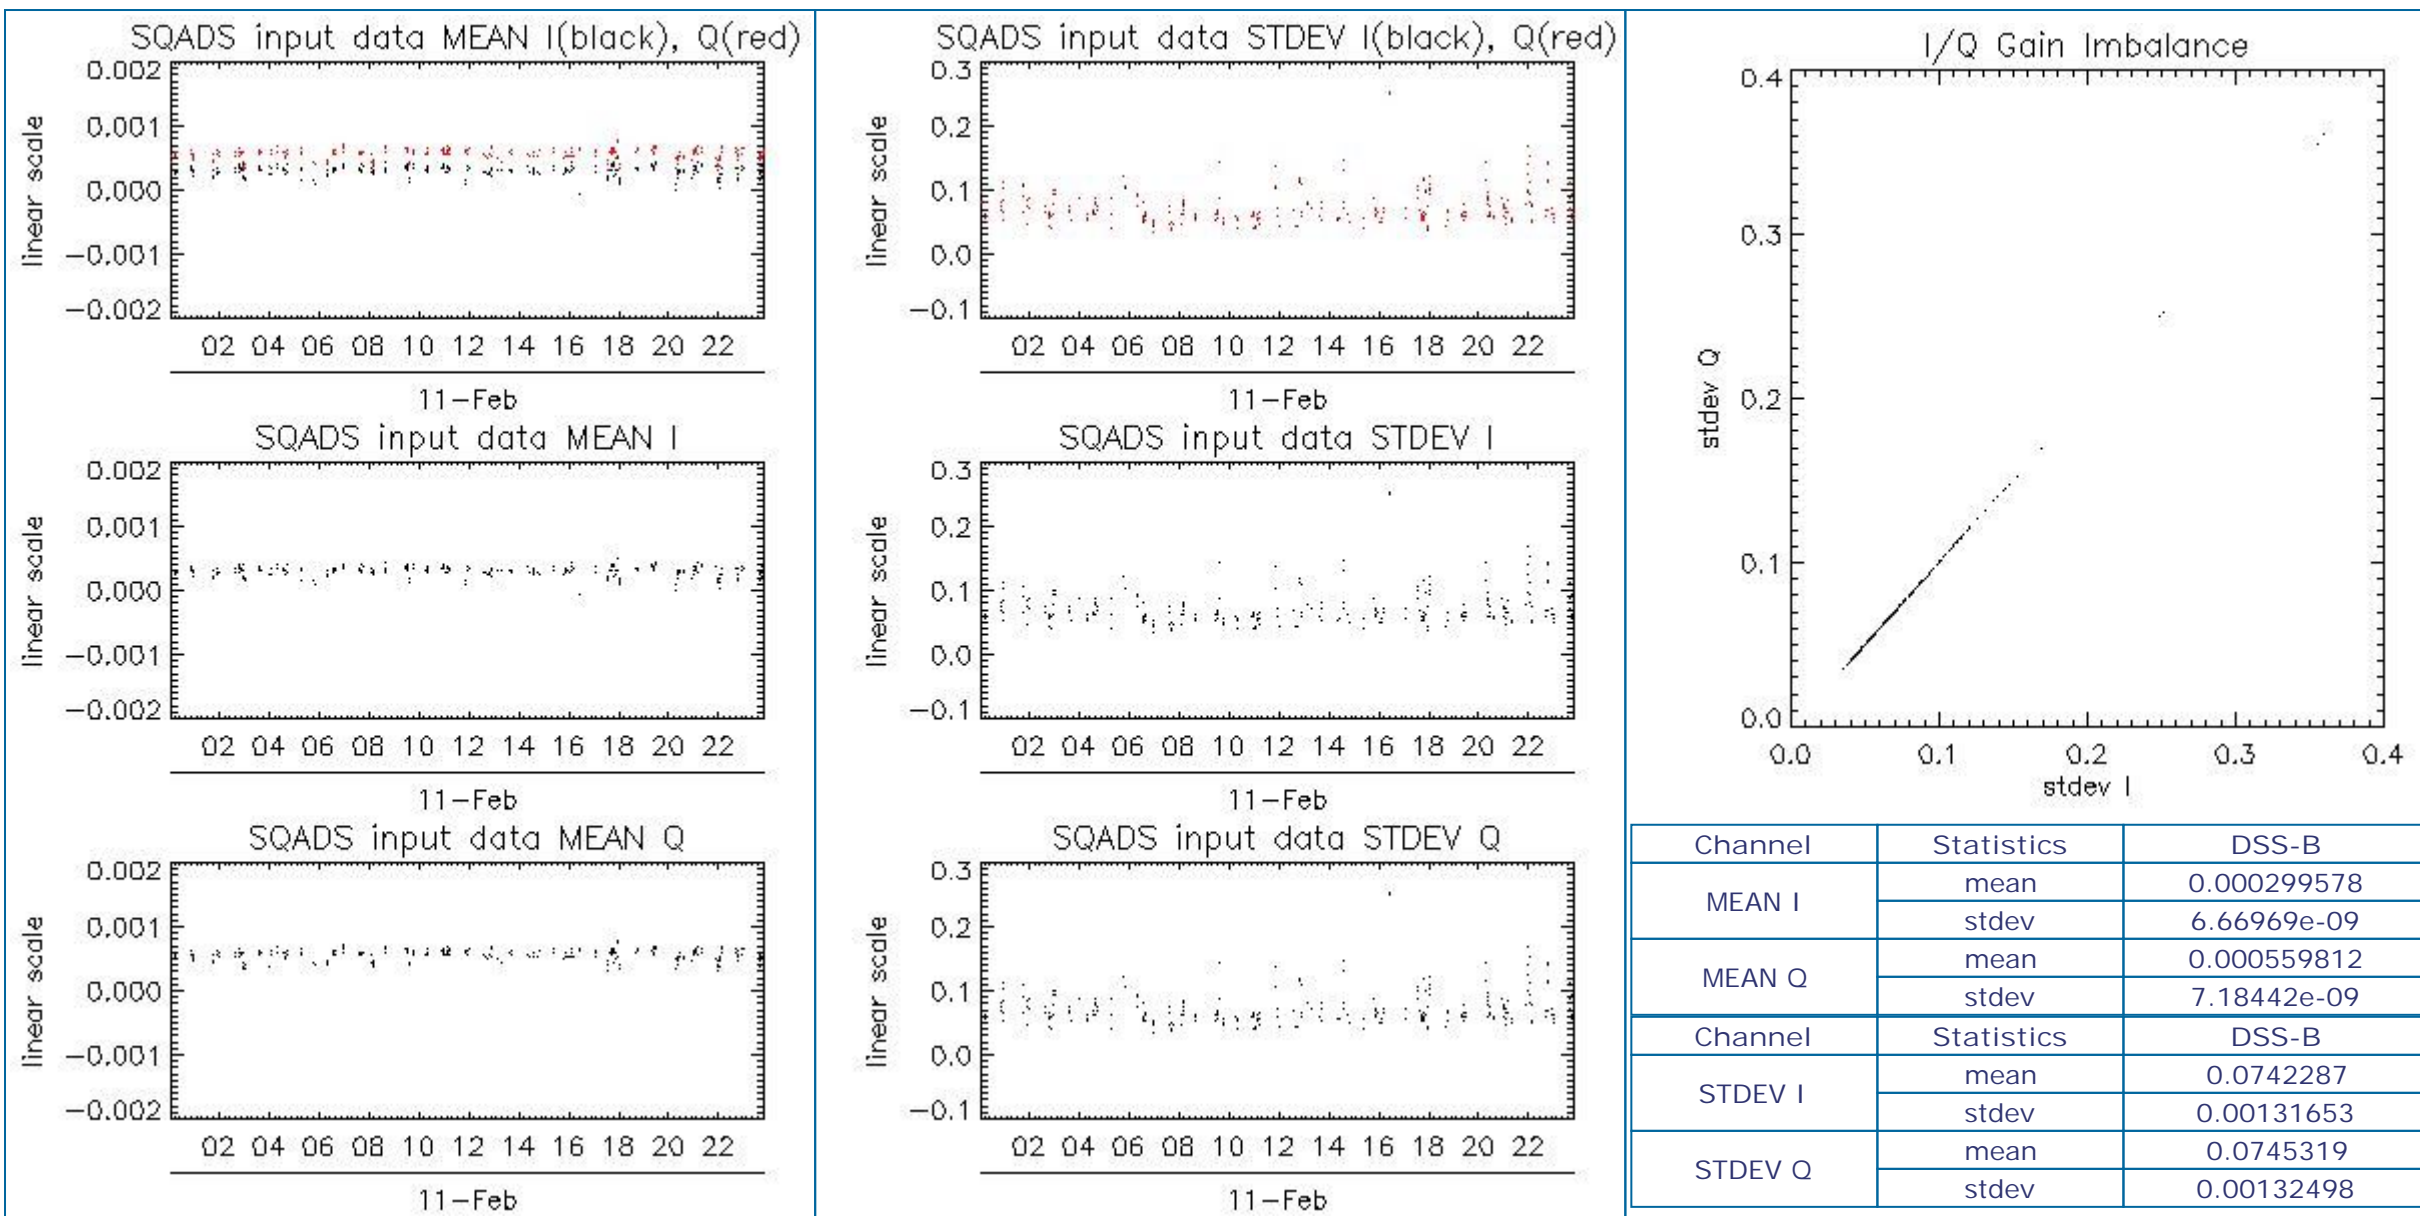 SQADS input data MEAN I(black), Q(red)
linear scale
0.002
0.001
0.000
−0.001
−0.002
02 04 06 08 10 12 14 16 18 20 22
11−Feb
SQADS input data MEAN I
linear scale
0.002
0.001
0.000
−0.001
−0.002
02 04 06 08 10 12 14 16 18 20 22
11−Feb
SQADS input data MEAN Q
linear scale
0.002
0.001
0.000
−0.001
−0.002
02 04 06 08 10 12 14 16 18 20 22
11−Feb
SQADS input data STDEV I(black), Q(red)
linear scale
0.3
0.2
0.1
0.0
−0.1
02 04 06 08 10 12 14 16 18 20 22
11−Feb
SQADS input data STDEV I
linear scale
0.3
0.2
0.1
0.0
−0.1
02 04 06 08 10 12 14 16 18 20 22
11−Feb
SQADS input data STDEV Q
linear scale
0.3
0.2
0.1
0.0
−0.1
02 04 06 08 10 12 14 16 18 20 22
11−Feb
I/Q Gain Imbalance
stdev Q
0.4
0.3
0.2
0.1
0.0
0.0 0.1 0.2 0.3 0.4
stdev I
Channel Statistics DSS-B
MEAN I mean 0.000299578
stdev 6.66969e-09
MEAN Q mean 0.000559812
stdev 7.18442e-09
Channel Statistics DSS-B
STDEV I mean 0.0742287
stdev 0.00131653
STDEV Q mean 0.0745319
stdev 0.00132498